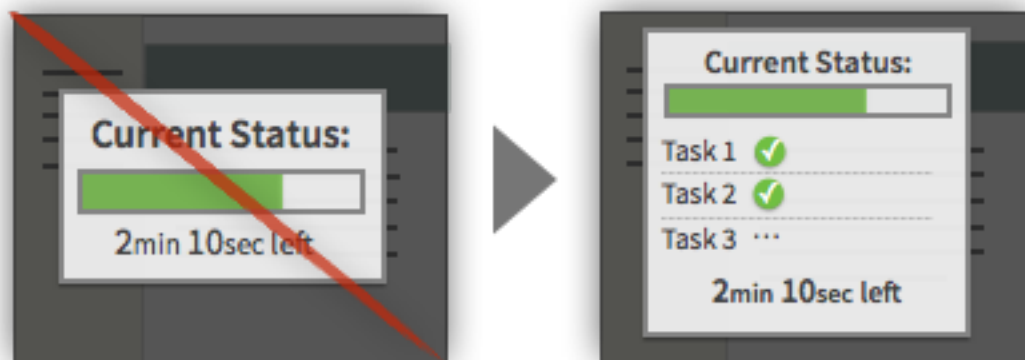 Current Status:
2min 10sec left
Current Status:
Task 1
Task 2
Task 3 ...
2min 10sec left